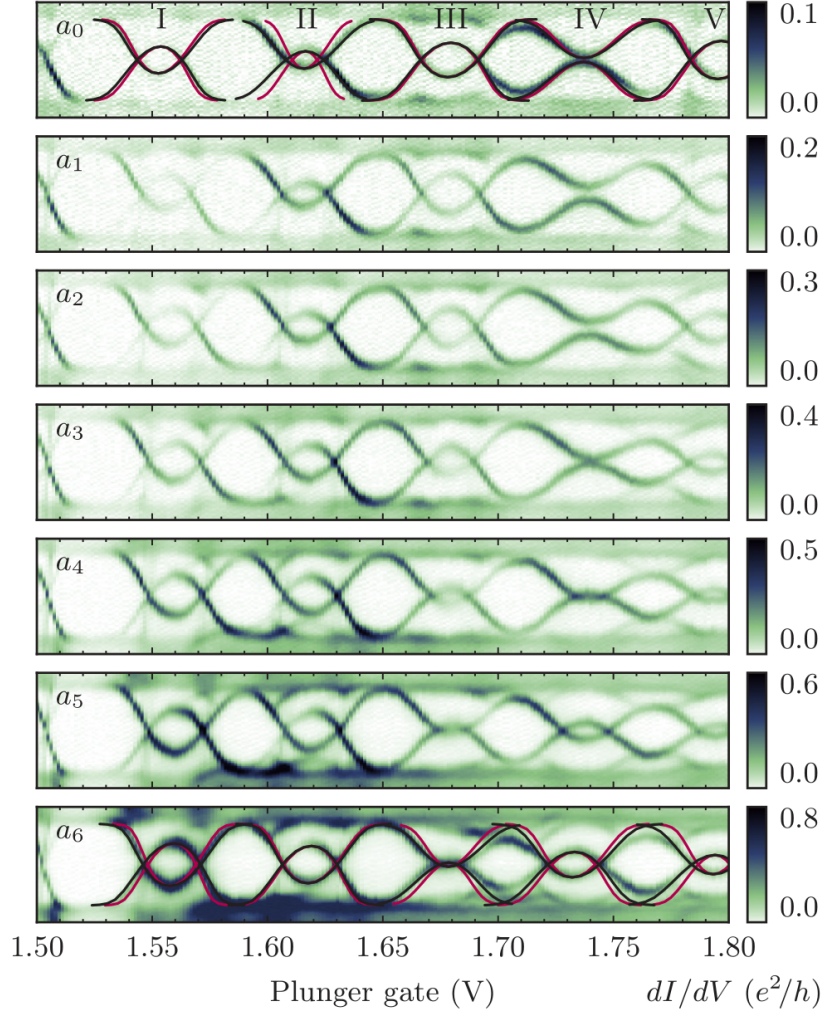 a0 I II III IV V 0.1
0.0
a1 0.2
0.0
a2 0.3
0.0
a3 0.4
0.0
a4 0.5
0.0
a5 0.6
0.0
a6 0.8
0.0
1.50 1.55 1.60 1.65 1.70 1.75 1.80
Plunger gate (V) dI/dV (e²/h)